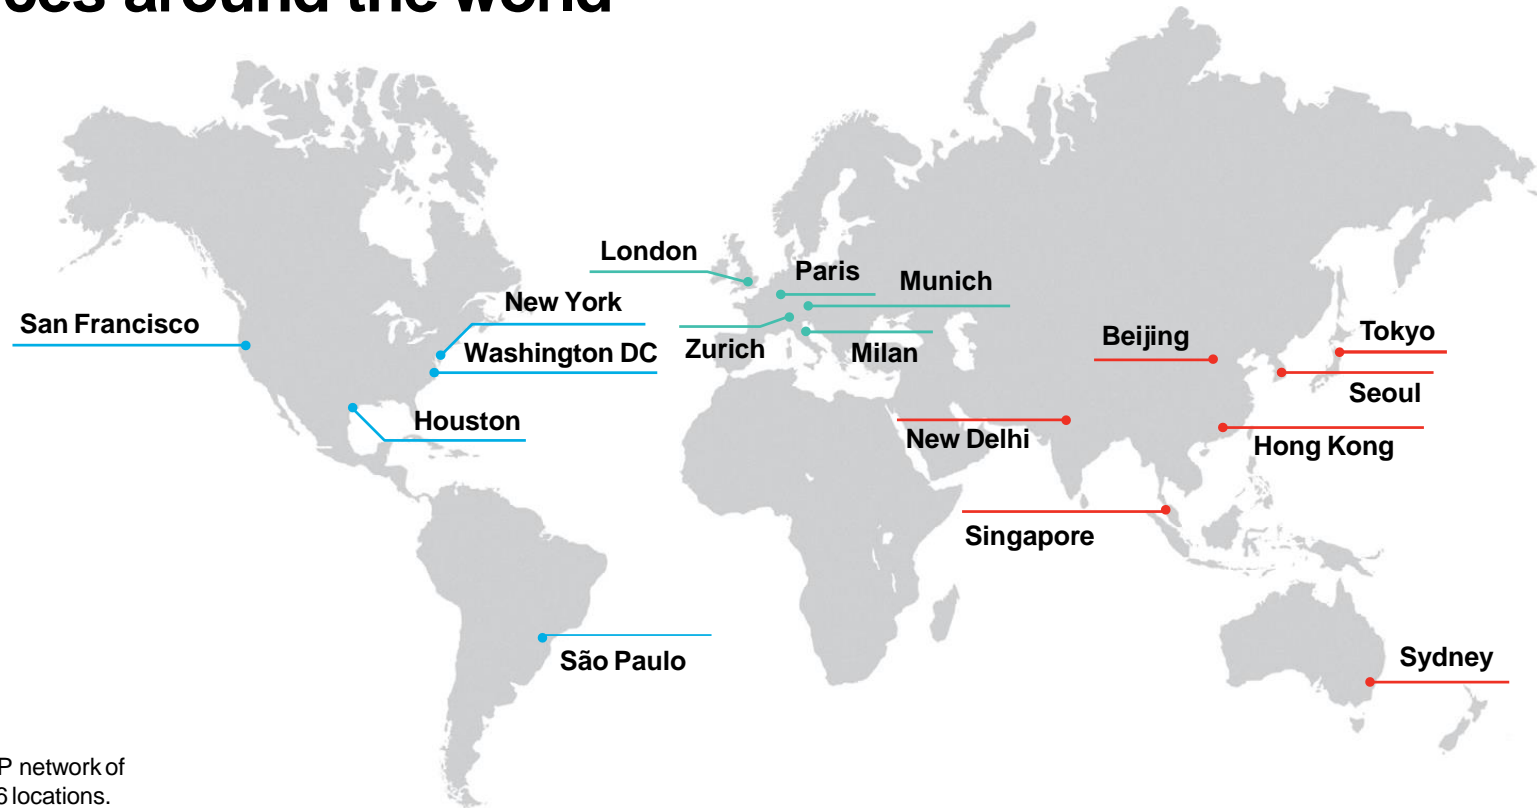 around the world
London
Paris
Munich
New York
San Francisco
Washington DC
Zurich
Milan
Beijing
Tokyo
Seoul
Houston
New Delhi
Hong Kong
Singapore
São Paulo
Sydney
P network of
6 locations.